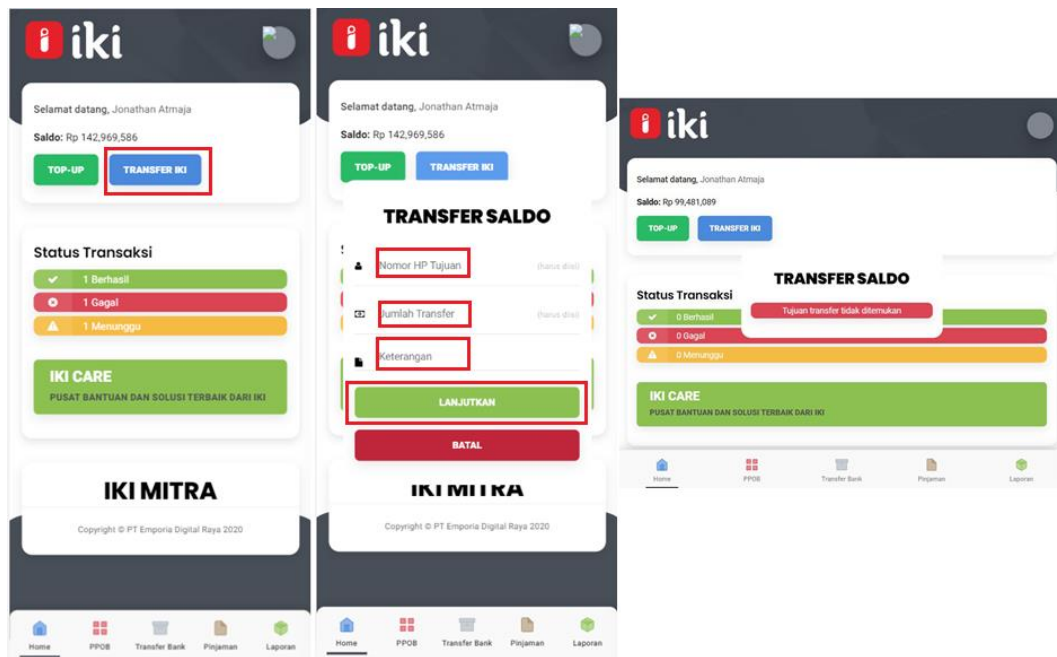 iki
Selamat datang, Jonathan Atmaja
Saldo: Rp 142,969,586
TOP-UP TRANSFER IKI
Status Transaksi
1 Berhasil
1 Gagal
1 Menunggu
IKI CARE
PUSAT BANTUAN DAN SOLUSI TERBAIK DARI IKI
IKI MITRA
Copyright © PT Emporia Digital Raya 2020
Home PPOB Transfer Bank Pinjaman Laporan
iki
Selamat datang, Jonathan Atmaja
Saldo: Rp 142,969,586
TOP-UP TRANSFER IKI
TRANSFER SALDO
Nomor HP Tujuan (harus diisi)
Jumlah Transfer (harus diisi)
Keterangan
LANJUTKAN
BATAL
IKI MITRA
Copyright © PT Emporia Digital Raya 2020
Home PPOB Transfer Bank Pinjaman Laporan
iki
Selamat datang, Jonathan Atmaja
Saldo: Rp 99,481,089
TOP-UP TRANSFER IKI
TRANSFER SALDO
Tujuan transfer tidak ditemukan
Status Transaksi
0 Berhasil
0 Gagal
0 Menunggu
IKI CARE
PUSAT BANTUAN DAN SOLUSI TERBAIK DARI IKI
Home PPOB Transfer Bank Pinjaman Laporan